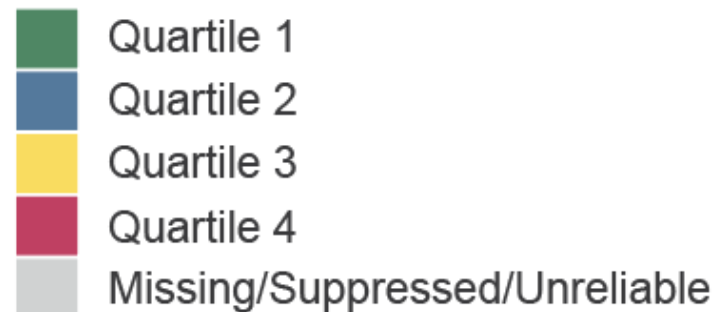 Quartile 1
Quartile 2
Quartile 3
Quartile 4
Missing/Suppressed/Unreliable